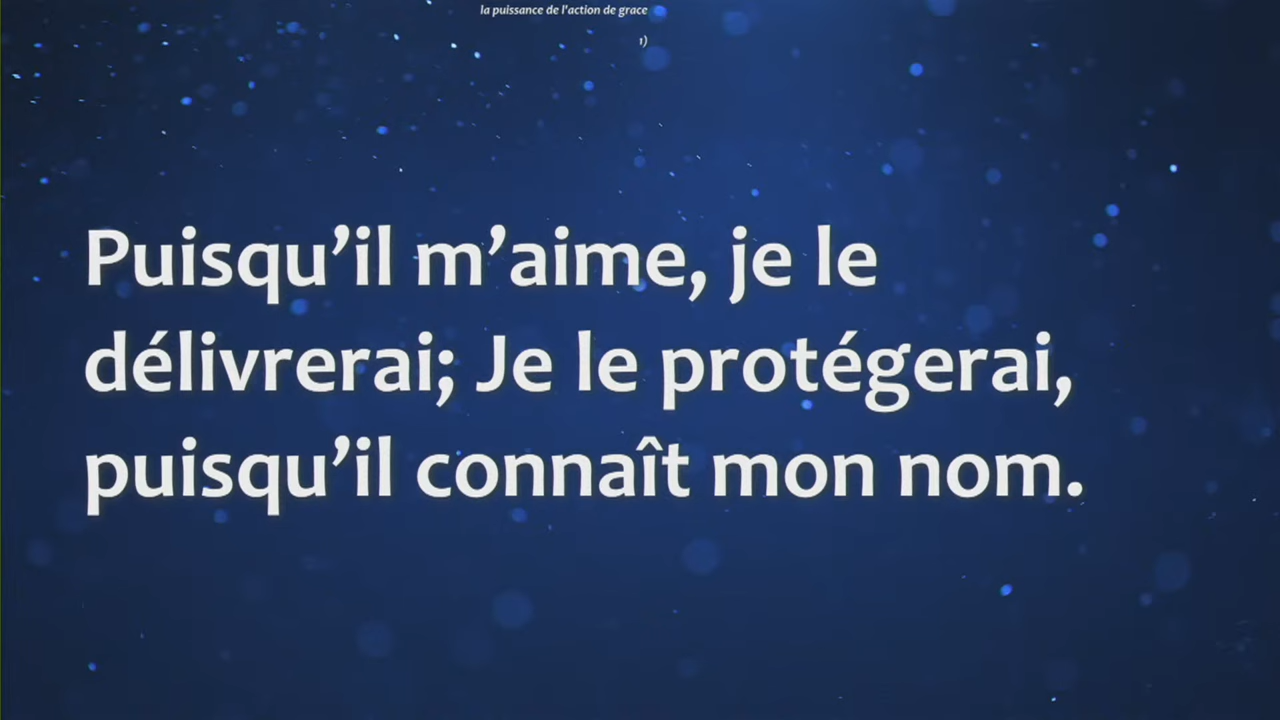 la puissance de l'action de grace
1)
Puisqu’il m’aime, je le
délivrerai; Je le protégerai,
puisqu’il connaît mon nom.